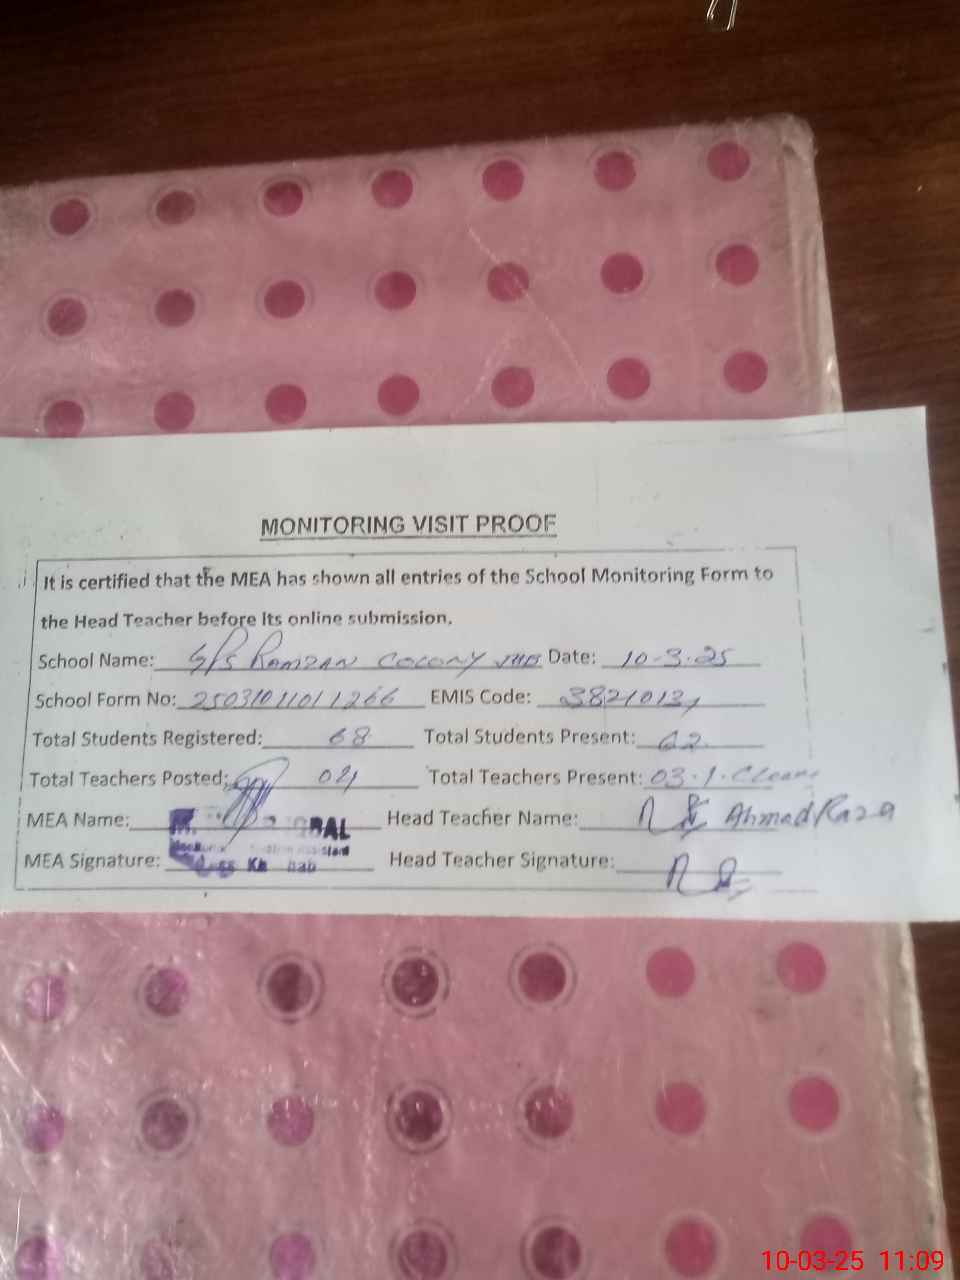 MONITORING VISIT PROOF
It is certified that the MEA has shown all entries of the School Monitoring Form to
the Head Teacher before its online submission.
School Name: GPS RAMZAN COLONY JHB Date: 10-3-25
School Form No: 25031011011266 EMIS Code: 38210131
Total Students Registered: 68 Total Students Present: 62
Total Teachers Posted: 04 Total Teachers Present: 03
MEA Name: IQBAL Head Teacher Name: Ahmad Raza
MEA Signature: Head Teacher Signature:
10-03-25 11:09